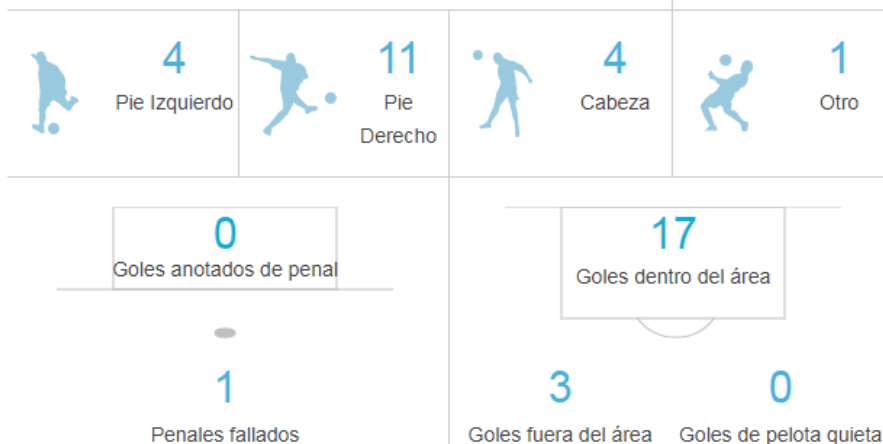 4
Pie Izquierdo
11
Pie
Derecho
4
Cabeza
1
Otro
0
Goles anotados de penal
1
Penales fallados
17
Goles dentro del área
3
Goles fuera del área
0
Goles de pelota quieta